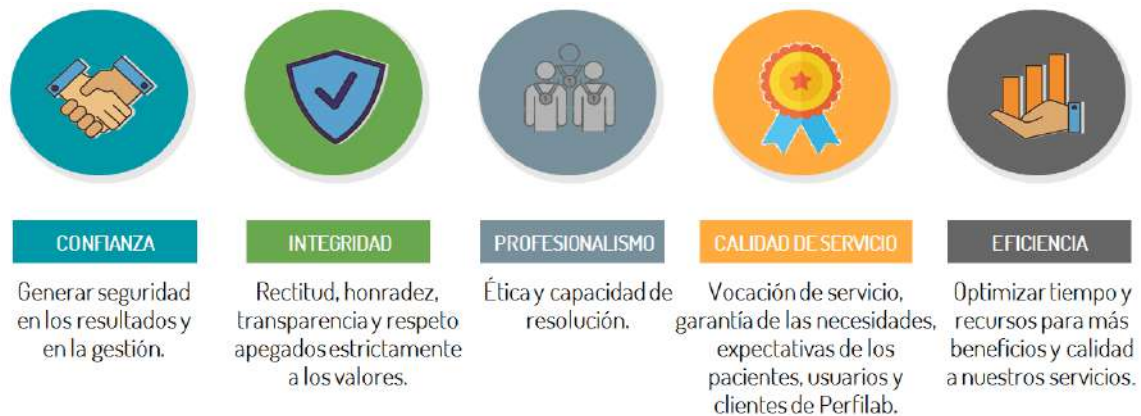 CONFIANZA
Generar seguridad
en los resultados y
en la gestión.
INTEGRIDAD
Rectitud, honradez,
transparencia y respeto
apegados estrictamente
a los valores.
PROFESIONALISMO
Ética y capacidad de
resolución.
CALIDAD DE SERVICIO
Vocación de servicio,
garantía de las necesidades,
expectativas de los
pacientes, usuarios y
clientes de Perfilab.
EFICIENCIA
Optimizar tiempo y
recursos para más
beneficios y calidad
a nuestros servicios.